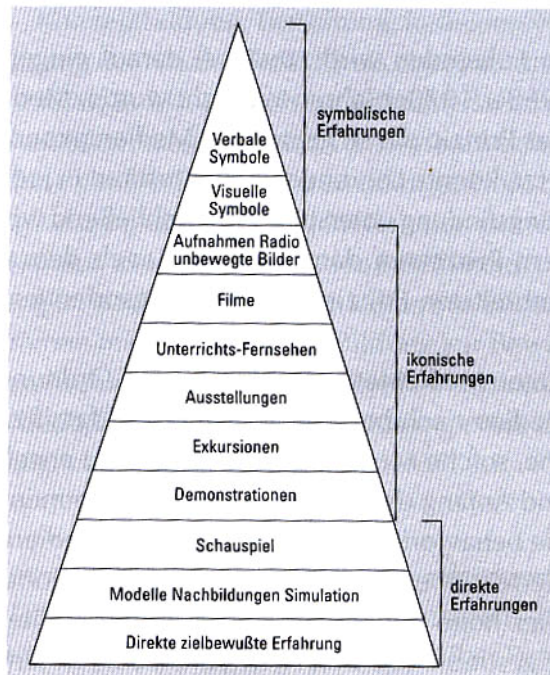 Verbale
Symbole
symbolische
Erfahrungen
Visuelle
Symbole
Aufnahmen Radio
unbewegte Bilder
Filme
Unterrichts-Fernsehen
ikonische
Erfahrungen
Ausstellungen
Exkursionen
Demonstrationen
Schauspiel
Modelle Nachbildungen Simulation
direkte
Erfahrungen
Direkte zielbewußte Erfahrung